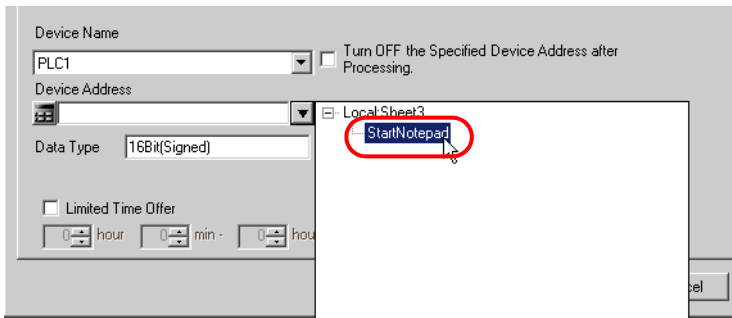 Device Name
PLC1
Turn OFF the Specified Device Address after
Processing.
Device Address
Local:Sheet3
StartNotepad
Data Type 16Bit(Signed)
Limited Time Offer
0 hour 0 min - 0 hou
cel